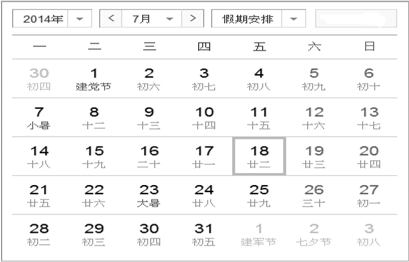 2014年 < 7月 > 假期安排
一 二 三 四 五 六 日
30 1 2 3 4 5 6
初四 建党节 初六 初七 初八 初九 初十
7 8 9 10 11 12 13
小暑 十二 十三 十四 十五 十六 十七
14 15 16 17 18 19 20
十八 十九 二十 廿一 廿二 廿三 廿四
21 22 23 24 25 26 27
廿五 廿六 大暑 廿八 廿九 三十 初一
28 29 30 31 1 2 3
初二 初三 初四 初五 建军节 七夕节 初八